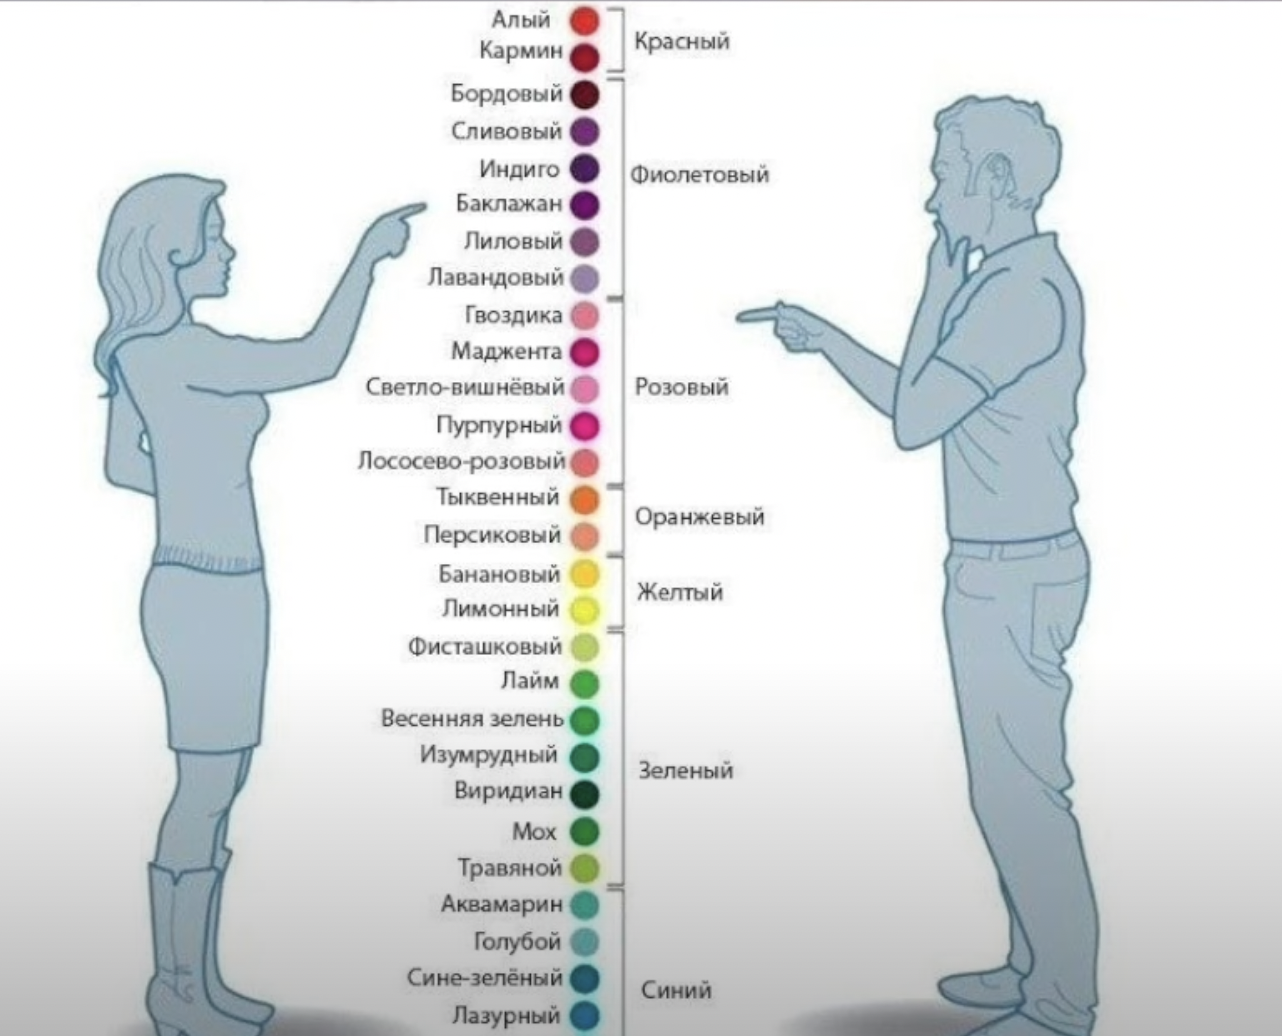 Алый
Кармин
Красный
Бордовый
Сливовый
Индиго
Баклажан
Лиловый
Лавандовый
Фиолетовый
Гвоздика
Маджента
Светло-вишнёвый
Пурпурный
Лососево-розовый
Розовый
Тыквенный
Персиковый
Оранжевый
Банановый
Лимонный
Желтый
Фисташковый
Лайм
Весенняя зелень
Изумрудный
Виридиан
Мох
Травяной
Зеленый
Аквамарин
Голубой
Сине-зелёный
Лазурный
Синий